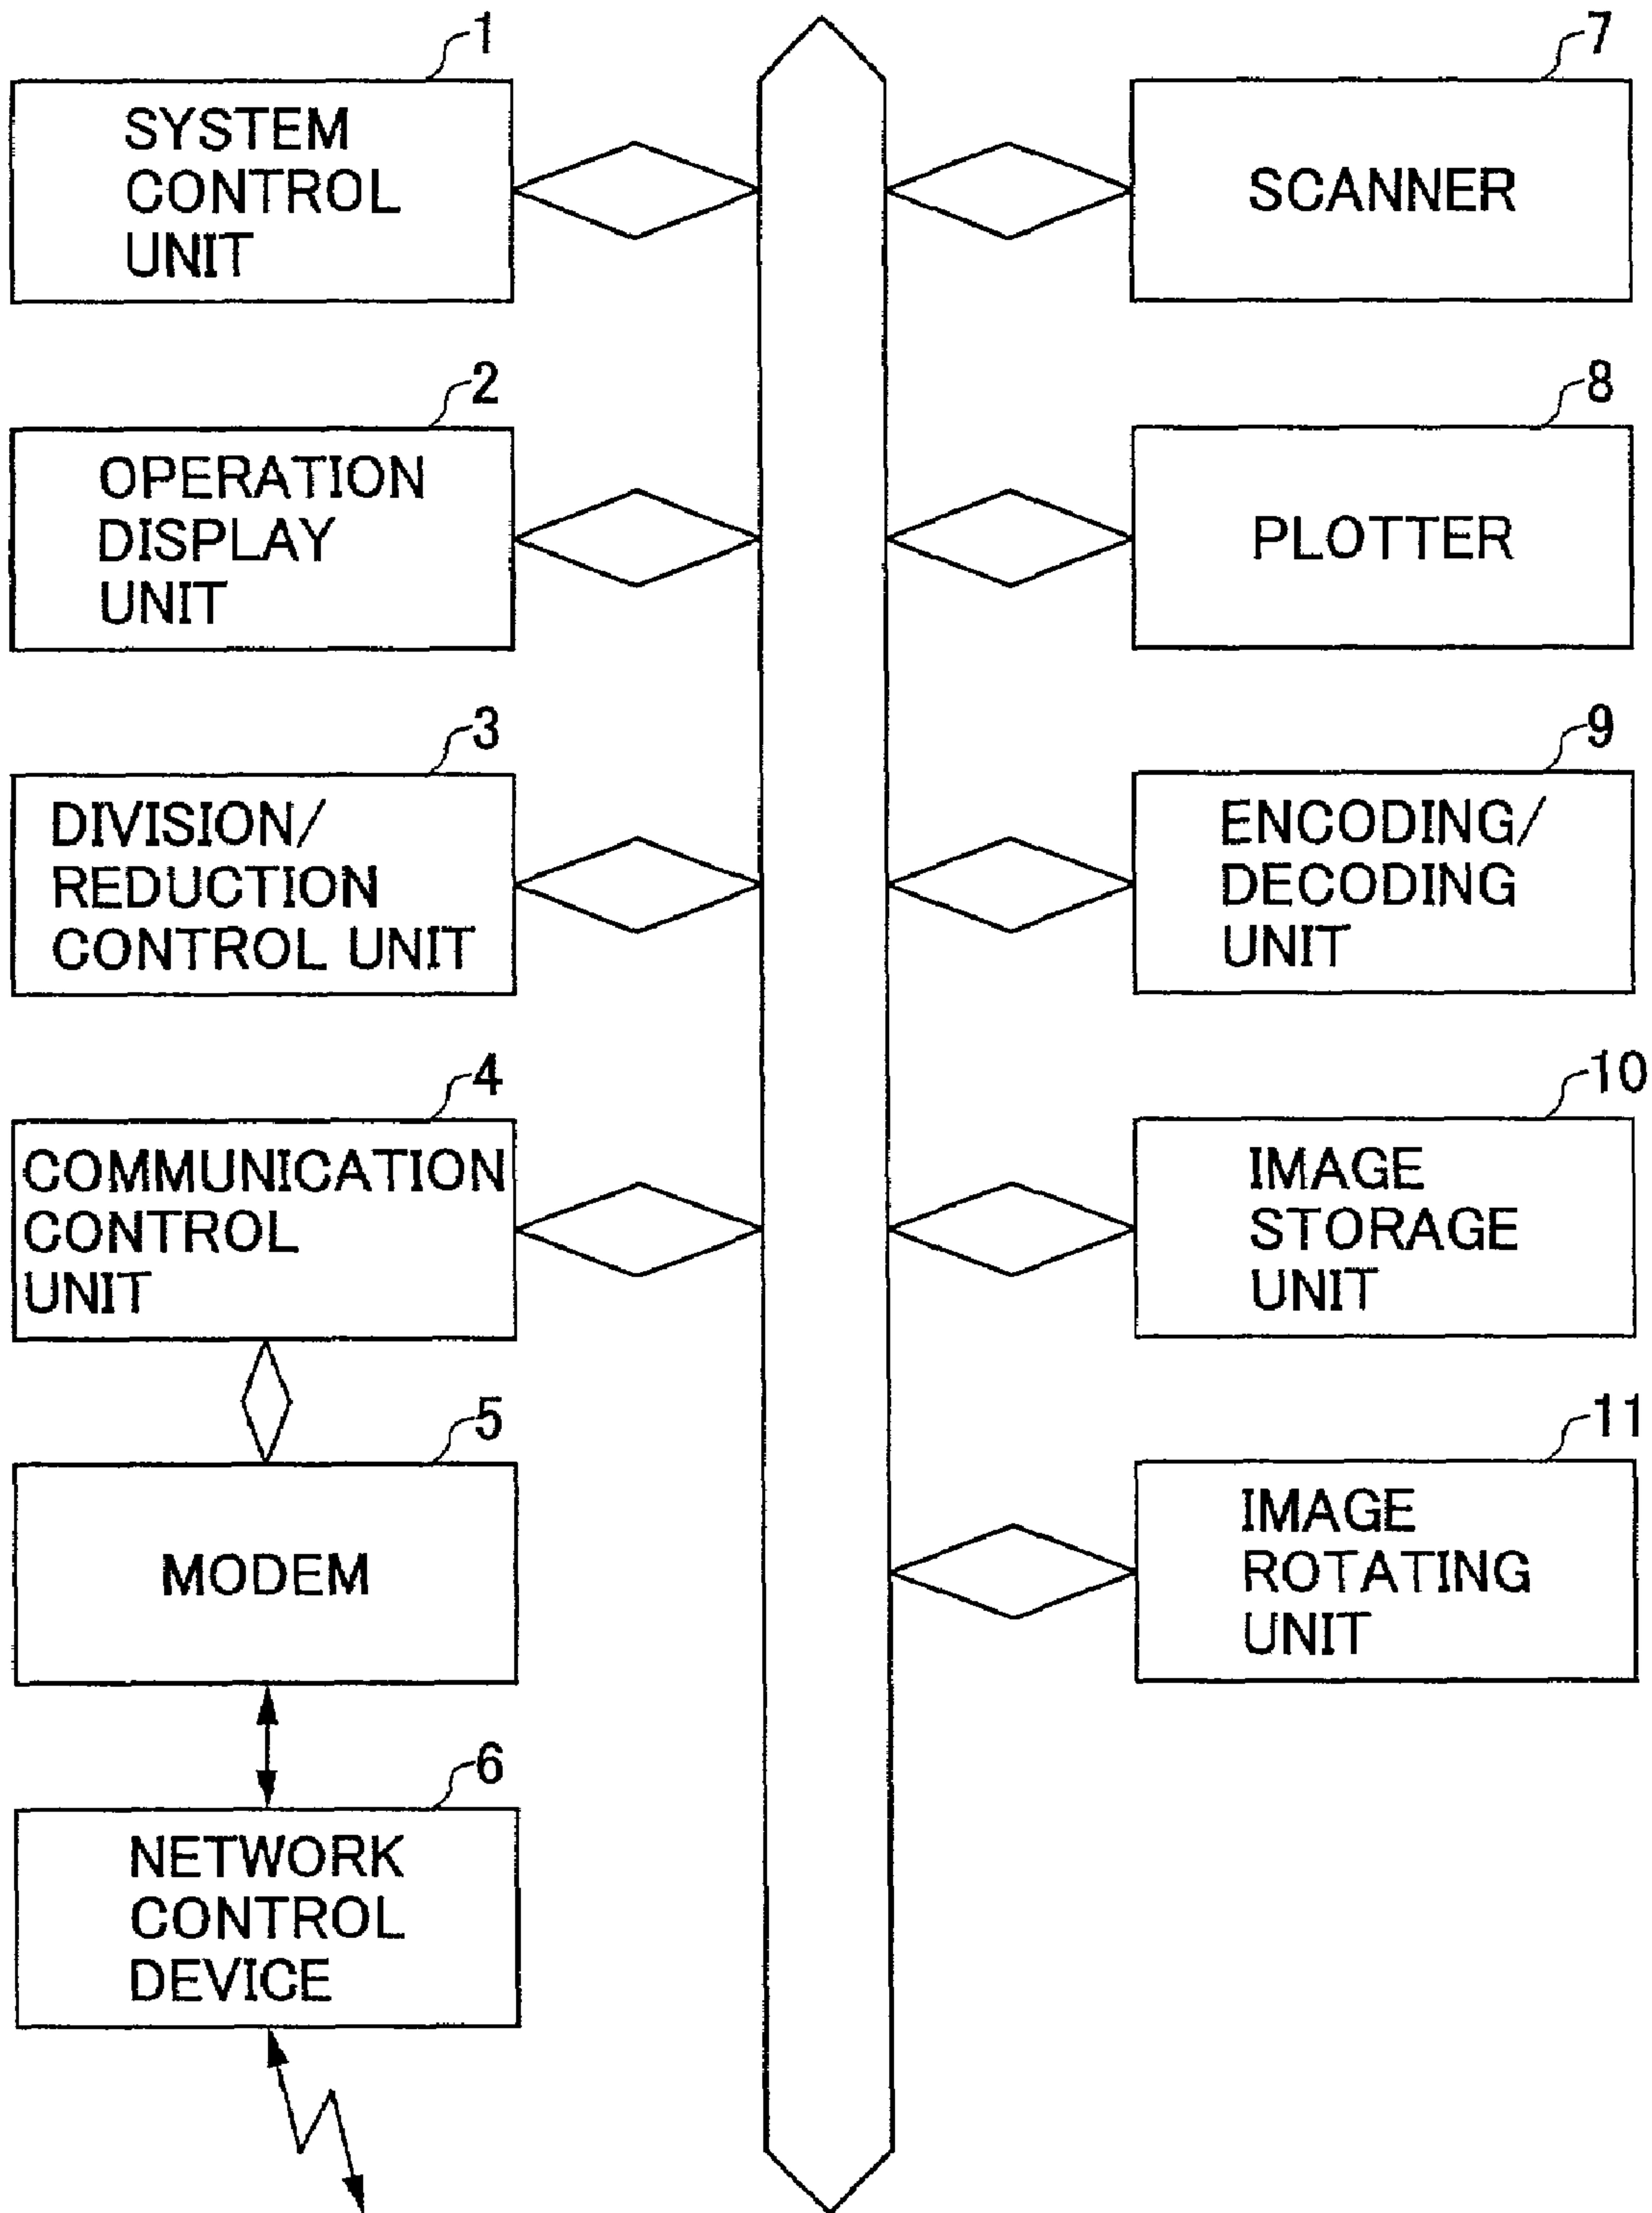 1
SYSTEM
CONTROL
UNIT
2
OPERATION
DISPLAY
UNIT
3
DIVISION/
REDUCTION
CONTROL UNIT
4
COMMUNICATION
CONTROL
UNIT
5
MODEM
6
NETWORK
CONTROL
DEVICE
7
SCANNER
8
PLOTTER
9
ENCODING/
DECODING
UNIT
10
IMAGE
STORAGE
UNIT
11
IMAGE
ROTATING
UNIT